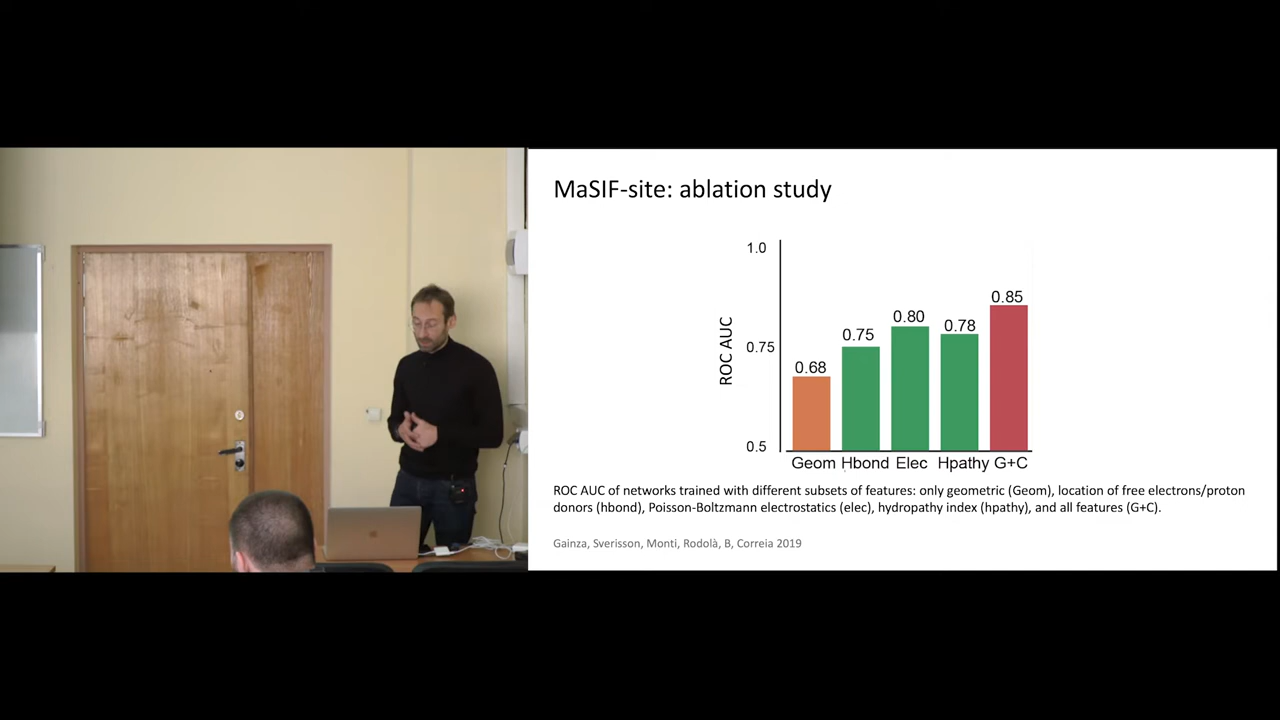 MaSIF-site: ablation study
1.0
0.75
0.5
ROC AUC
0.68
0.75
0.80
0.78
0.85
Geom Hbond Elec Hpathy G+C
ROC AUC of networks trained with different subsets of features: only geometric (Geom), location of free electrons/proton
donors (hbond), Poisson-Boltzmann electrostatics (elec), hydropathy index (hpathy), and all features (G+C).
Gainza, Sverisson, Monti, Rodolà, B, Correia 2019